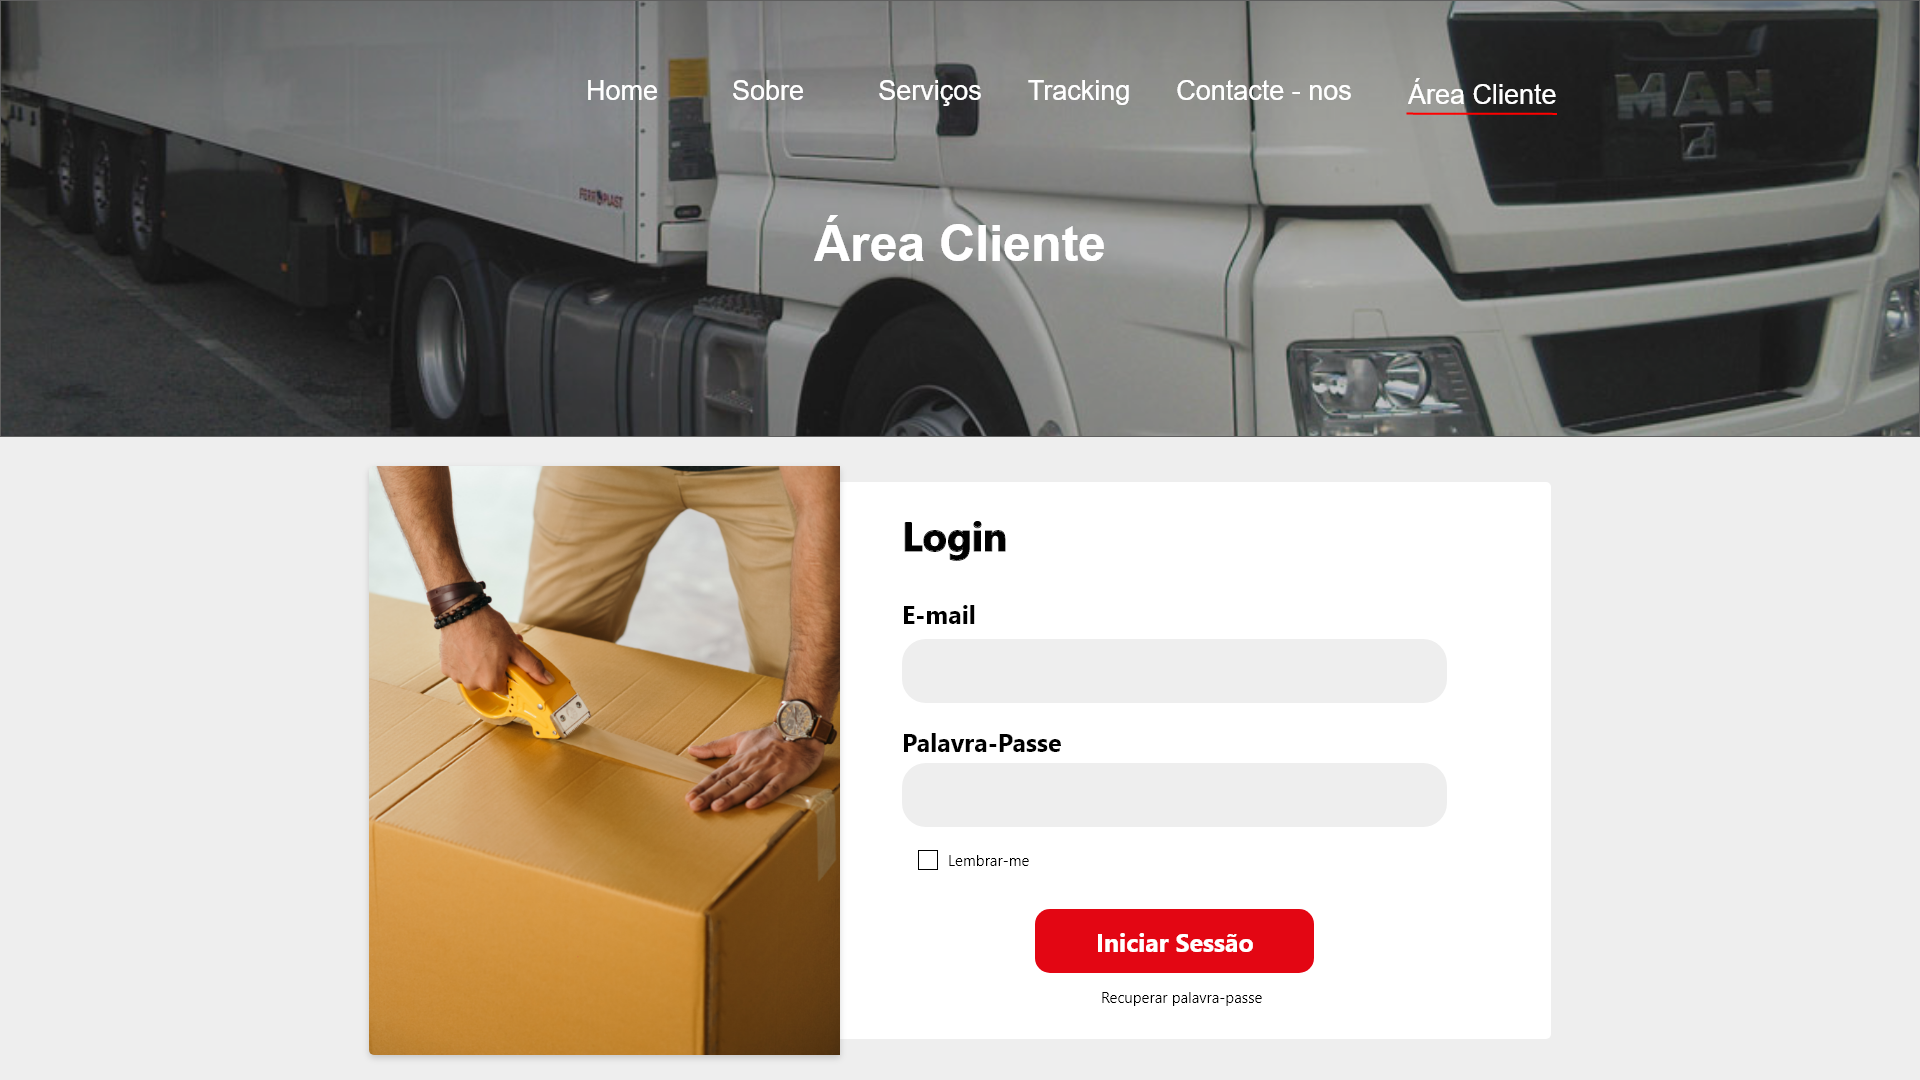 Home Sobre Serviços Tracking Contacte - nos Área Cliente
MAN
FERROPLAST
Área Cliente
Login
E-mail
Palavra-Passe
Lembrar-me
Iniciar Sessão
Recuperar palavra-passe